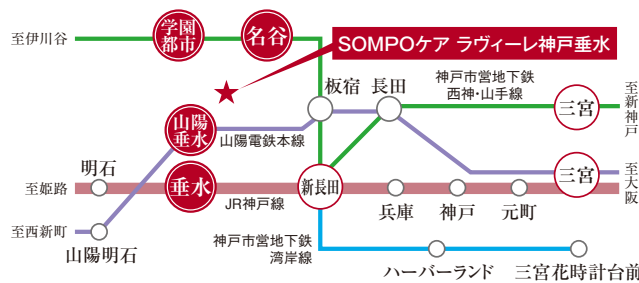 至伊川谷
学園
都市
名谷
SOMPOケア ラヴィーレ神戸垂水
板宿
長田
神戸市営地下鉄
西神・山手線
三宮
至新神戸
山陽
垂水
山陽電鉄本線
明石
至姫路
垂水
JR神戸線
新長田
兵庫
神戸
元町
三宮
至大阪
至西新町
山陽明石
神戸市営地下鉄
湾岸線
ハーバーランド
三宮花時計台前